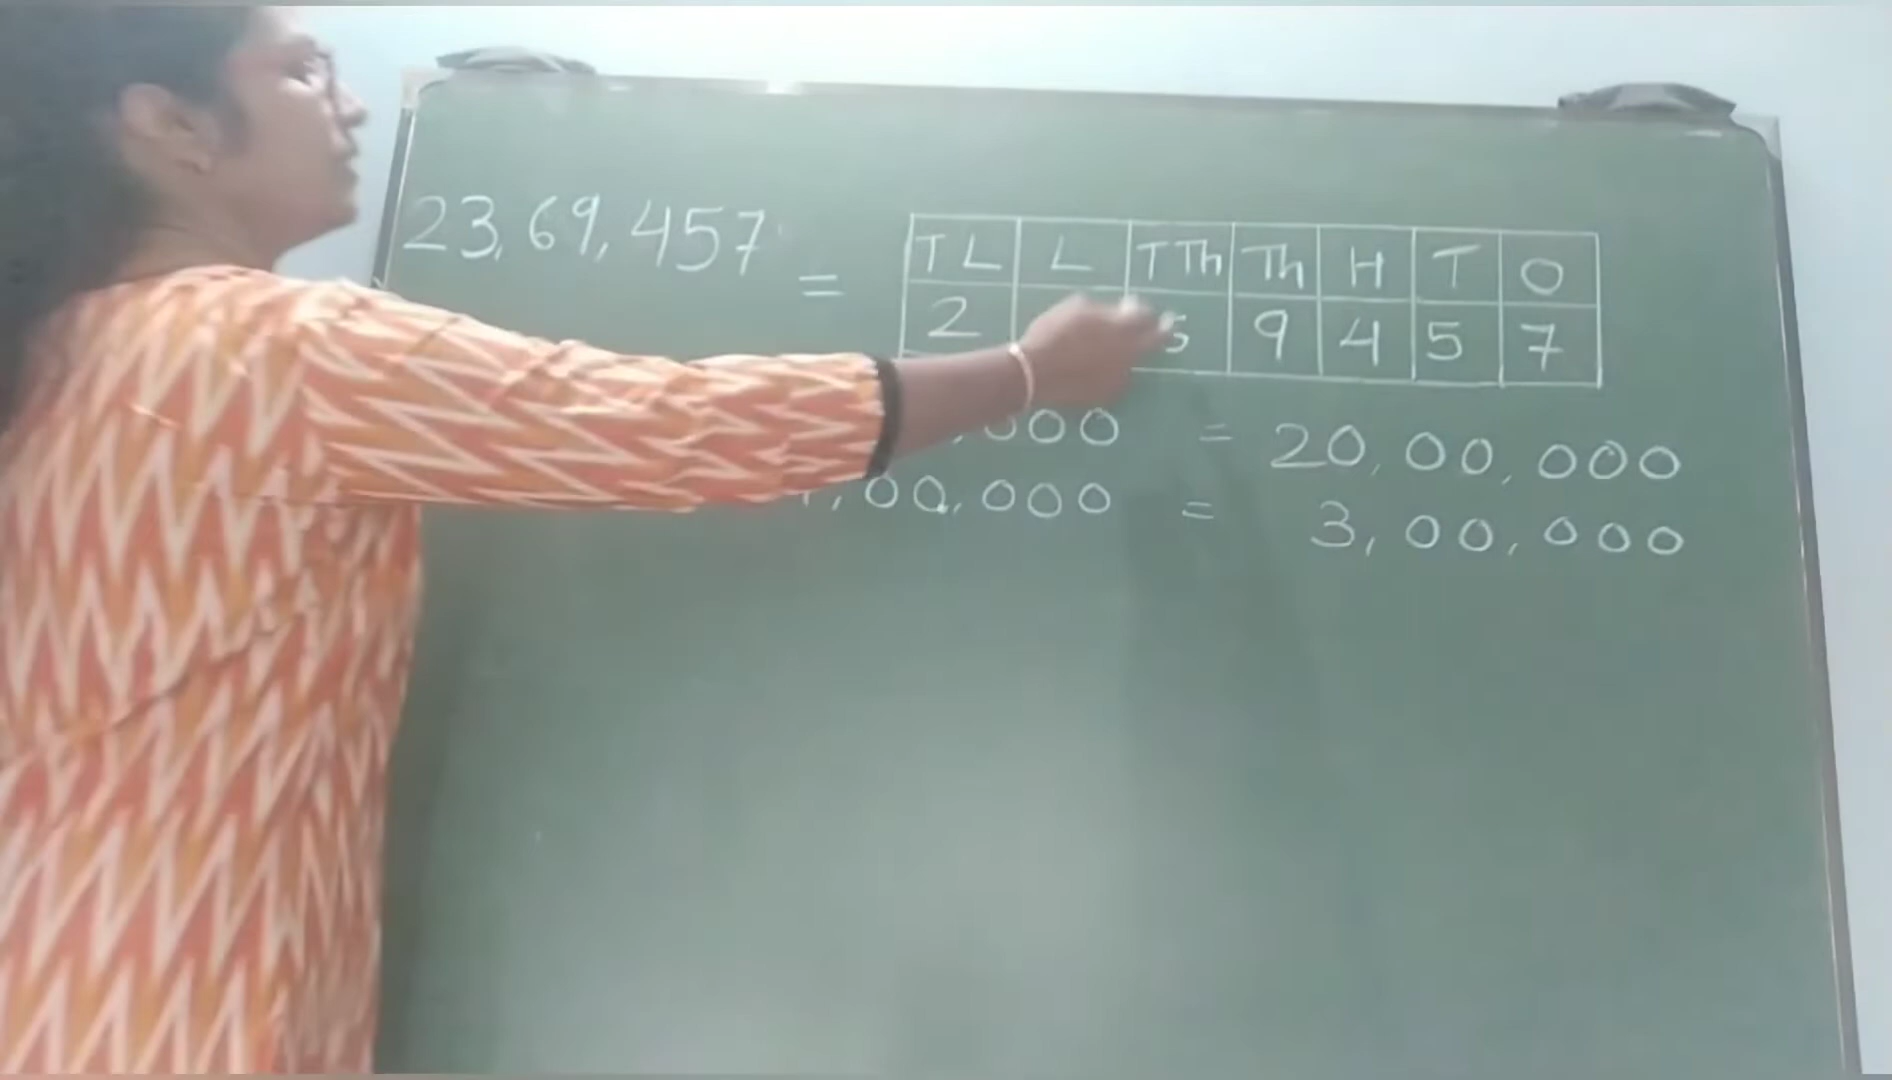 23,69,457 =
TL L TTh Th H T O
2 9 4 5 7
,000 = 20,00,000
1,00,000 = 3,00,000